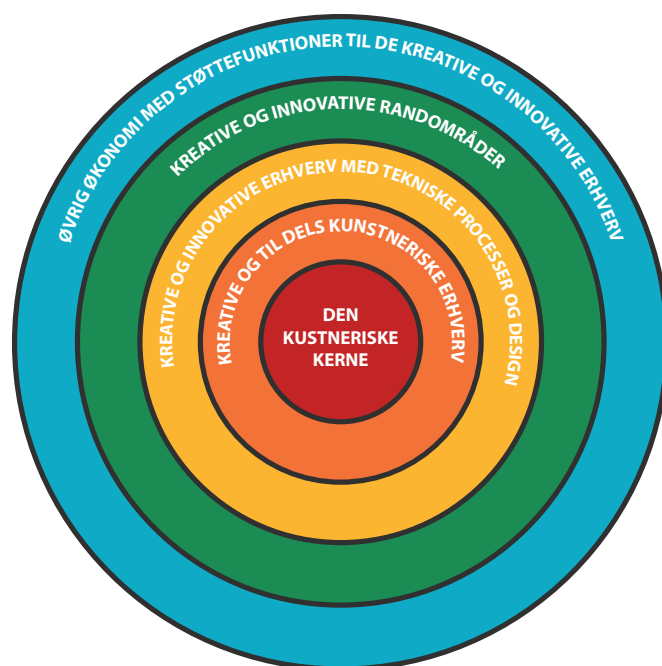 ØVRIG ØKONOMI MED STØTTEFUNKTIONER TIL DE KREATIVE OG INNOVATIVE ERHVERV
KREATIVE OG INNOVATIVE RANDOMRÅDER
KREATIVE OG INNOVATIVE ERHVERV MED TEKNISKE PROCESSER OG DESIGN
KREATIVE OG TIL DELS KUNSTNERISKE ERHVERV
DEN
KUSTNERISKE
KERNE